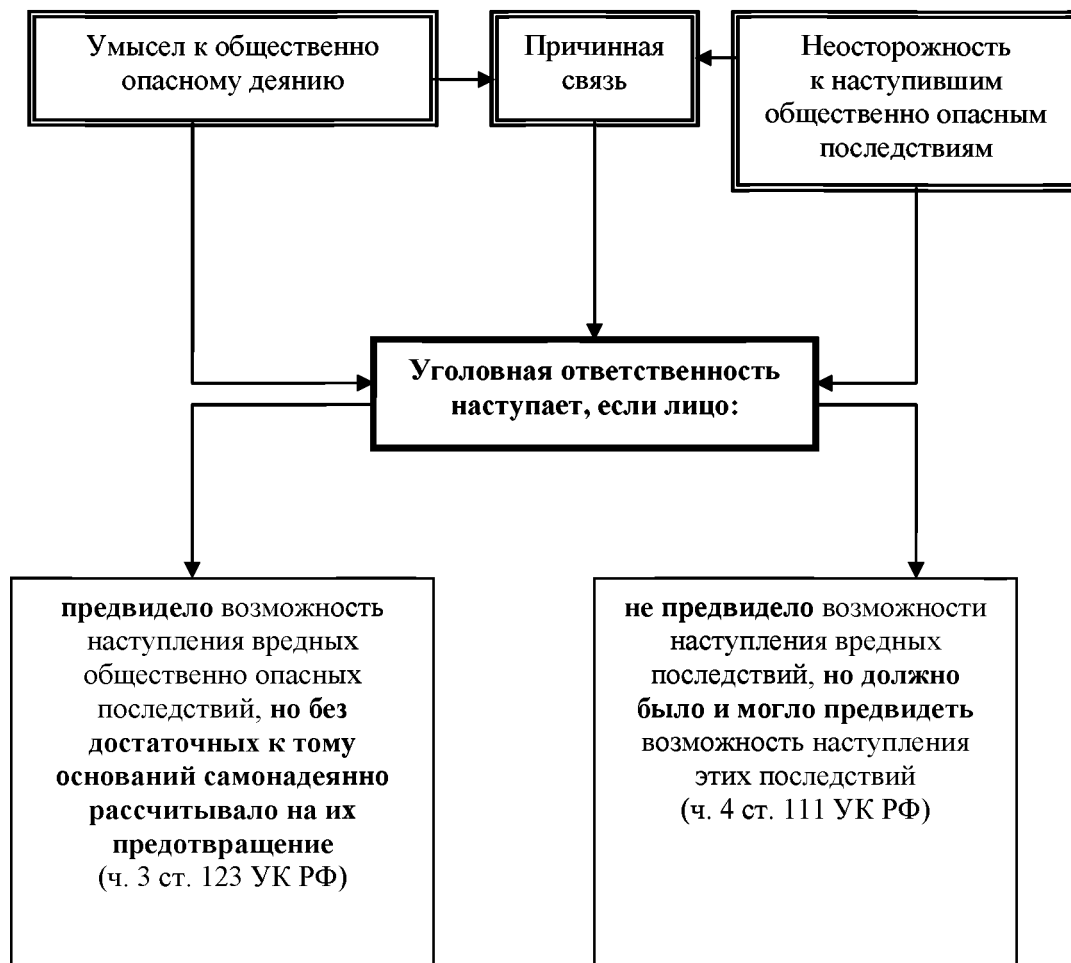 Умысел к общественно
опасному деянию
Причинная
связь
Неосторожность
к наступившим
общественно опасным
последствиям
Уголовная ответственность
наступает, если лицо:
предвидело возможность
наступления вредных
общественно опасных
последствий, но без
достаточных к тому
оснований самонадеянно
рассчитывало на их
предотвращение
(ч. 3 ст. 123 УК РФ)
не предвидело возможности
наступления вредных
последствий, но должно
было и могло предвидеть
возможность наступления
этих последствий
(ч. 4 ст. 111 УК РФ)